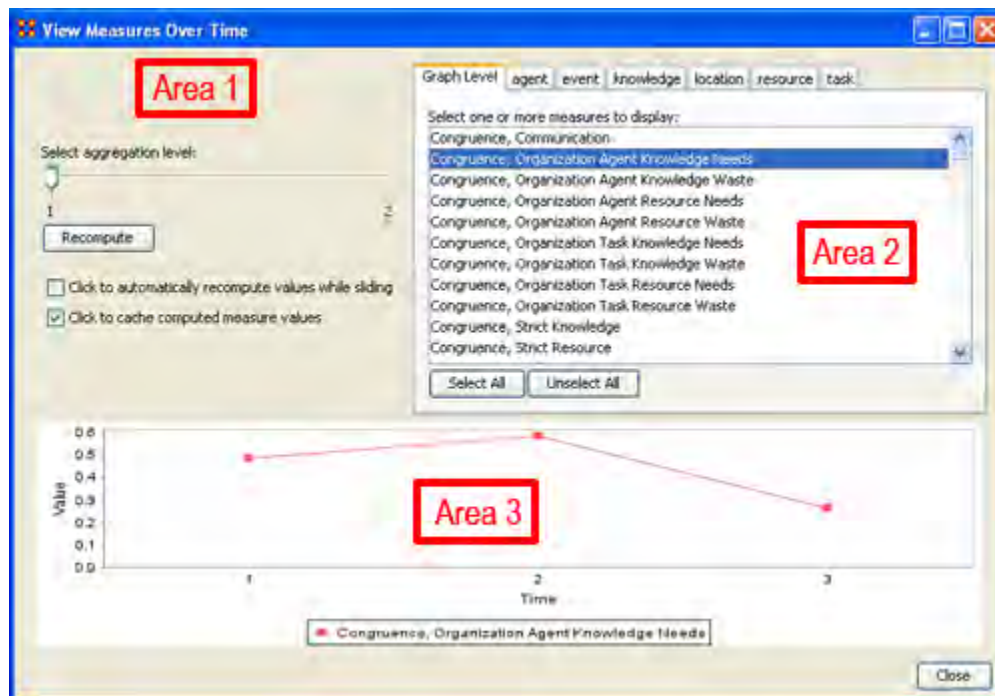 View Measures Over Time
Area 1
Select aggregation level:
1 2
Recompute
Click to automatically recompute values while sliding
Click to cache computed measure values
Graph Level agent event knowledge location resource task
Select one or more measures to display:
Congruence, Communication
Congruence, Organization Agent Knowledge Needs
Congruence, Organization Agent Knowledge Waste
Congruence, Organization Agent Resource Needs
Congruence, Organization Agent Resource Waste
Congruence, Organization Task Knowledge Needs
Congruence, Organization Task Knowledge Waste
Congruence, Organization Task Resource Needs
Congruence, Organization Task Resource Waste
Congruence, Strict Knowledge
Congruence, Strict Resource
Area 2
Select All Unselect All
0.6
0.5
0.4
0.3
0.2
0.1
0.0
Value
Area 3
1 2 3
Time
Congruence, Organization Agent Knowledge Needs
Close